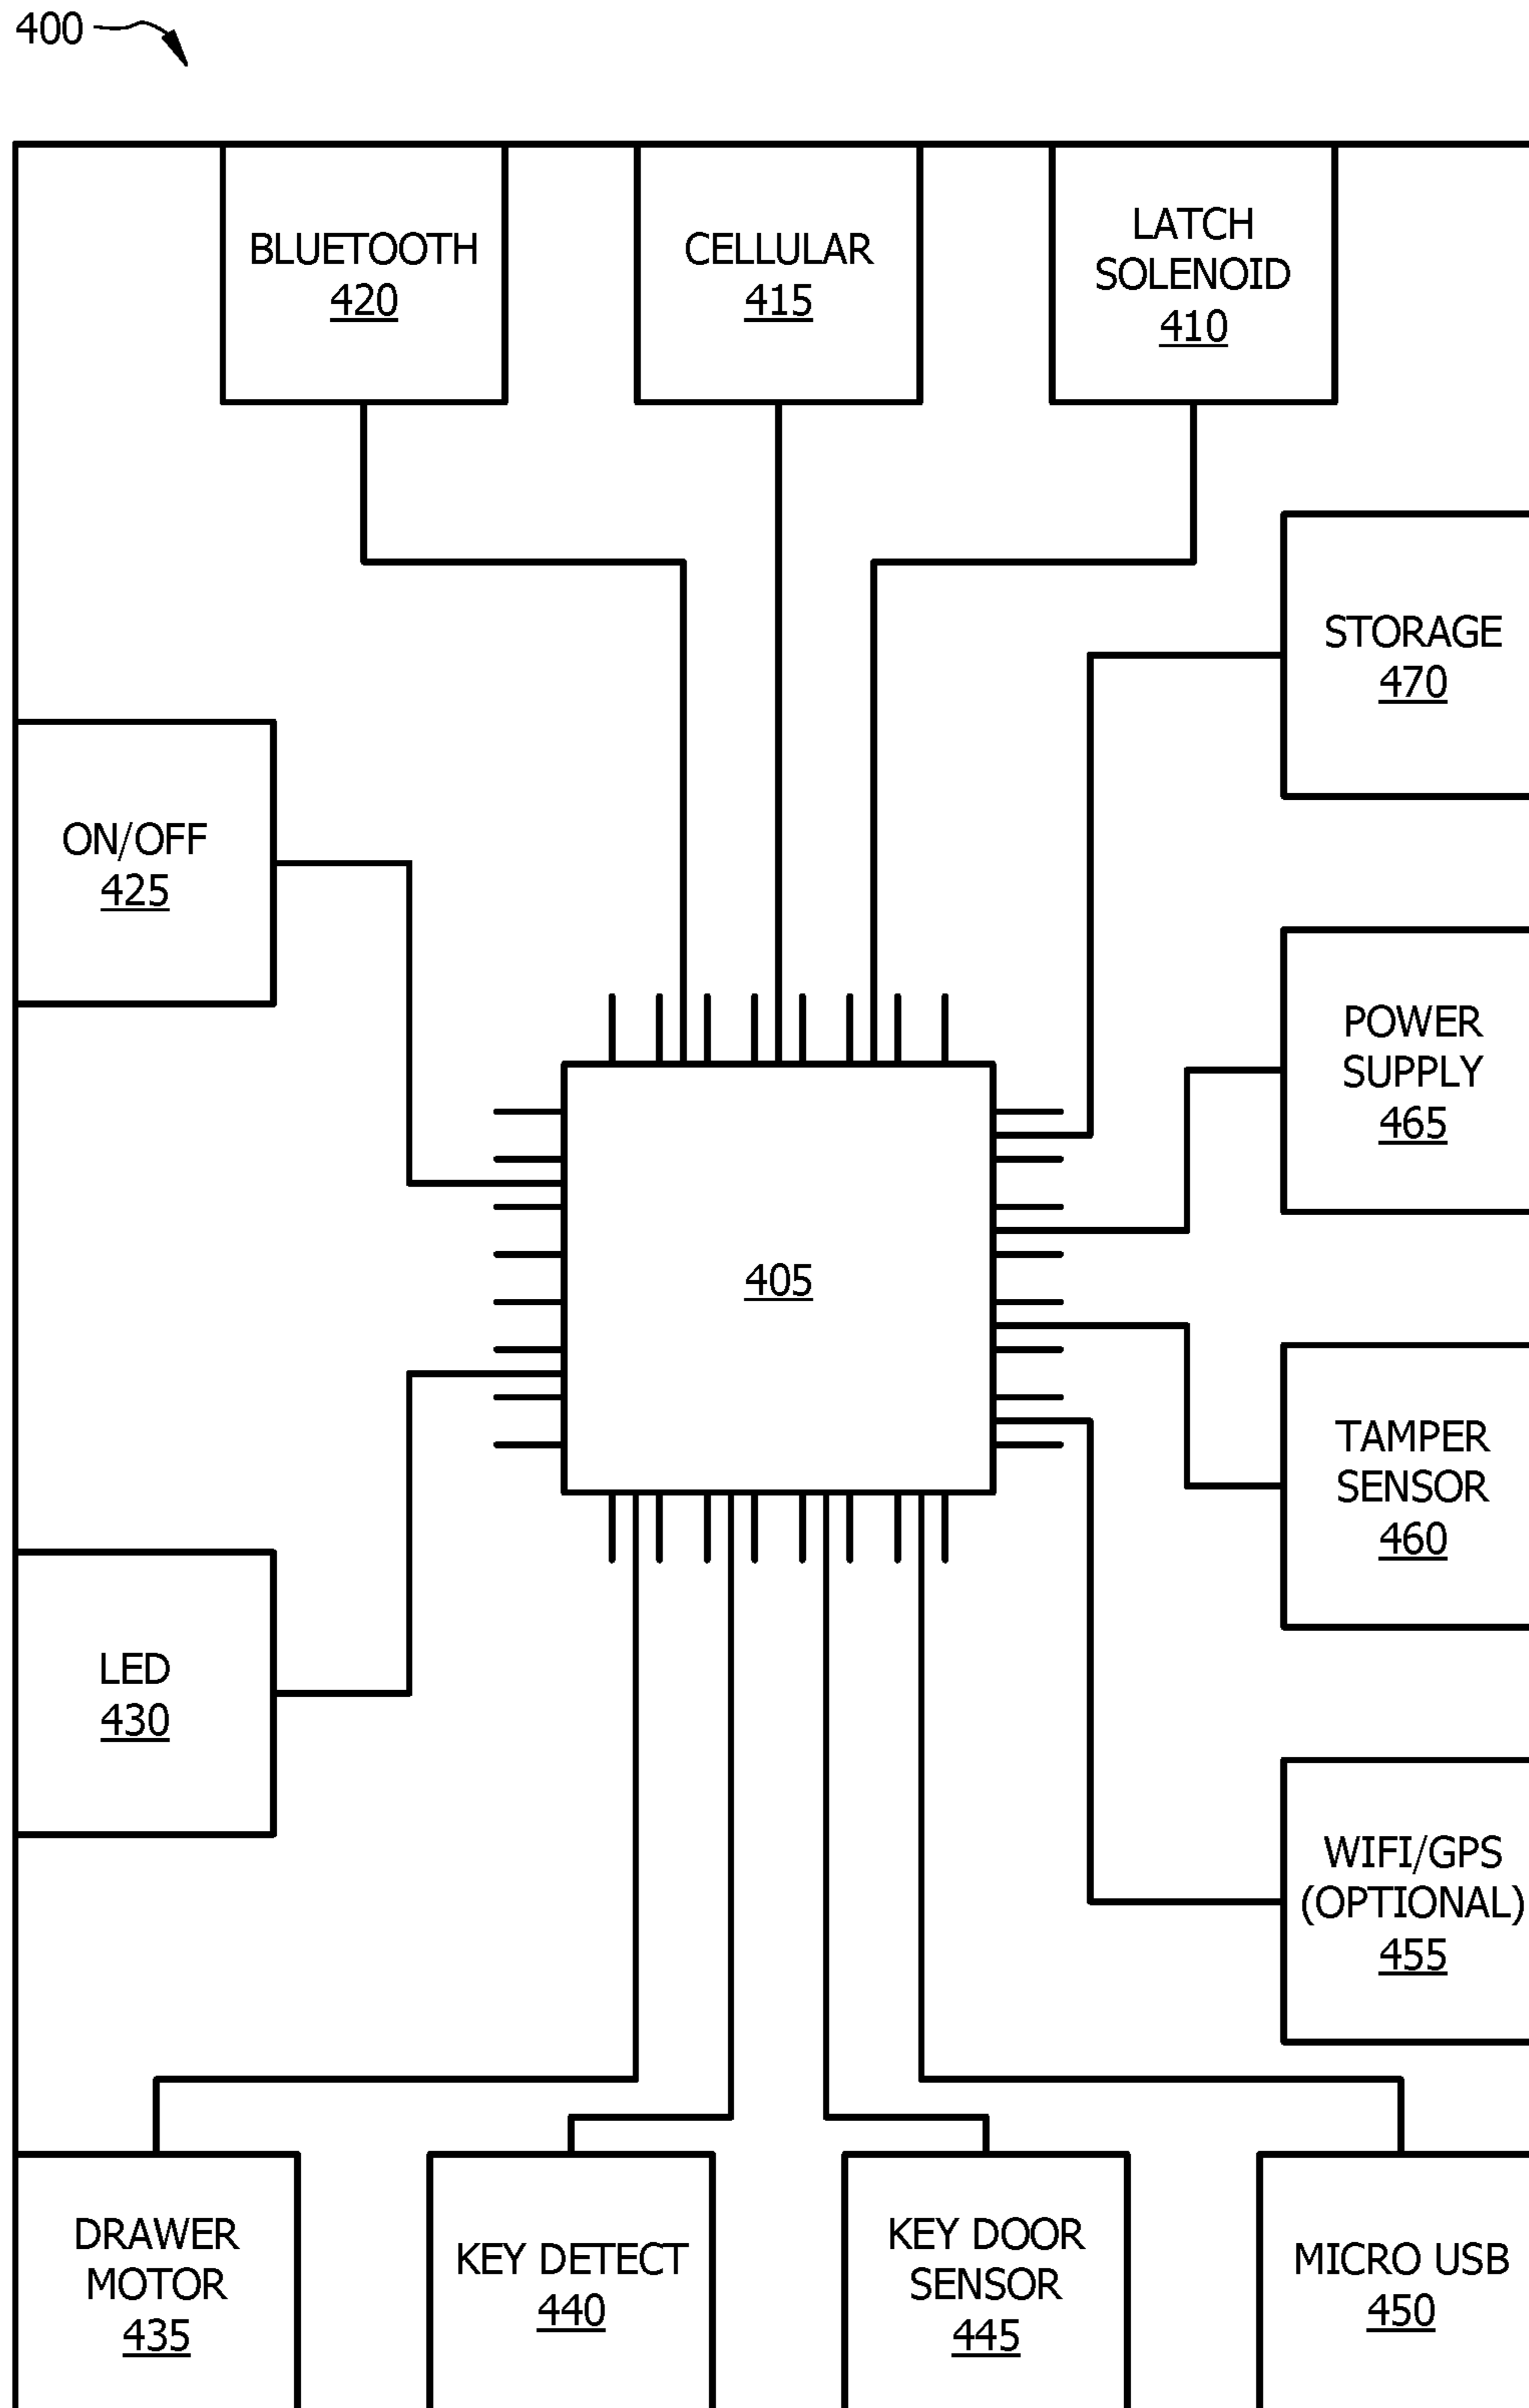 400
BLUETOOTH
420
CELLULAR
415
LATCH
SOLENOID
410
STORAGE
470
ON/OFF
425
POWER
SUPPLY
465
405
TAMPER
SENSOR
460
LED
430
WIFI/GPS
(OPTIONAL)
455
DRAWER
MOTOR
435
KEY DETECT
440
KEY DOOR
SENSOR
445
MICRO USB
450